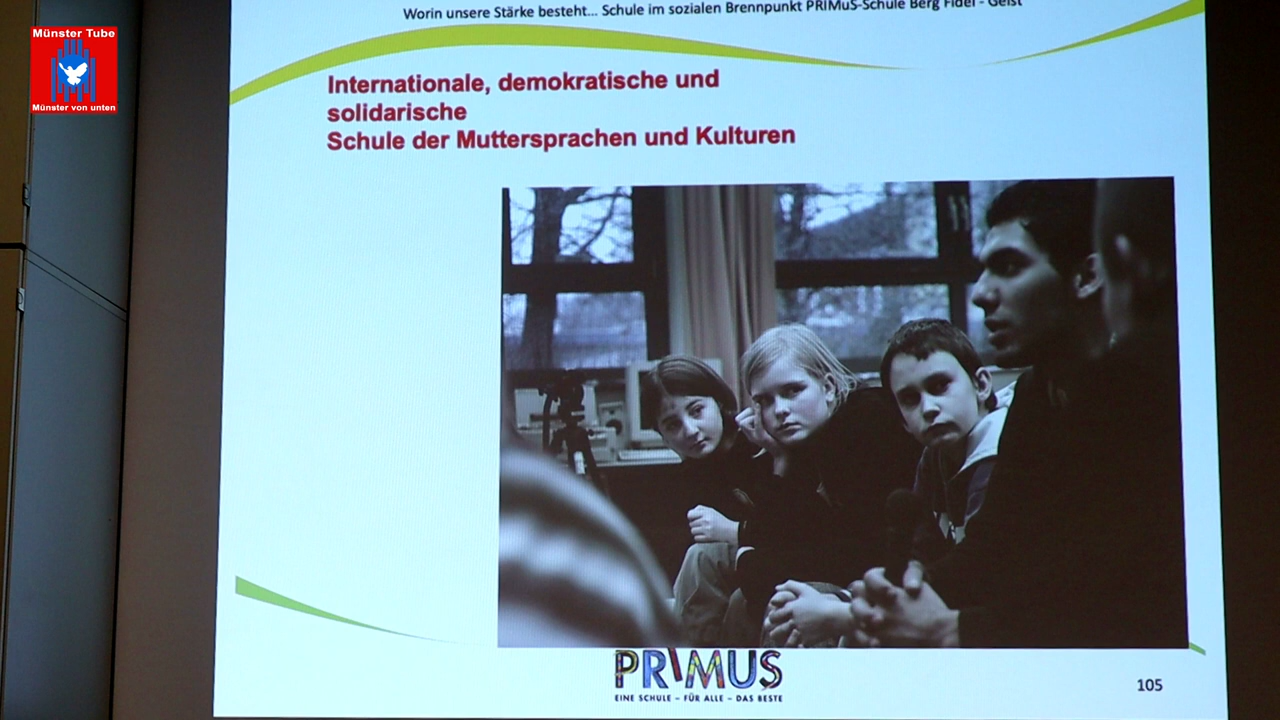 Münster Tube
Münster von unten
Worin unsere Stärke besteht... Schule im sozialen Brennpunkt PRIMuS-Schule Berg Fidel - Geist
Internationale, demokratische und
solidarische
Schule der Muttersprachen und Kulturen
PRIMUS
EINE SCHULE – FÜR ALLE – DAS BESTE
105